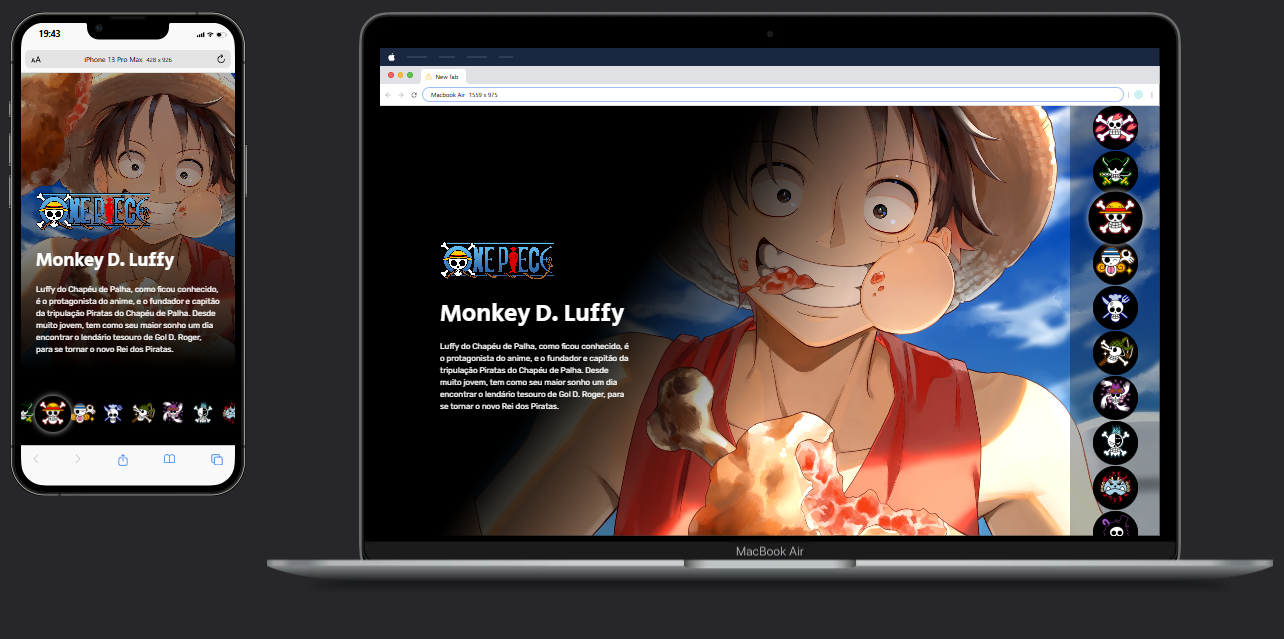 19:43
AA
iPhone 13 Pro Max 428 x 926
ONE PIECE
Monkey D. Luffy
Luffy do Chapéu de Palha, como ficou conhecido,
é o protagonista do anime, e o fundador e capitão
da tripulação Piratas do Chapéu de Palha. Desde
muito jovem, tem como seu maior sonho um dia
encontrar o lendário tesouro de Gol D. Roger,
para se tornar o novo Rei dos Piratas.
New Tab
Macbook Air 1559 x 975
ONE PIECE
Monkey D. Luffy
Luffy do Chapéu de Palha, como ficou conhecido, é
o protagonista do anime, e o fundador e capitão da
tripulação Piratas do Chapéu de Palha. Desde
muito jovem, tem como seu maior sonho um dia
encontrar o lendário tesouro de Gol D. Roger, para
se tornar o novo Rei dos Piratas.
MacBook Air